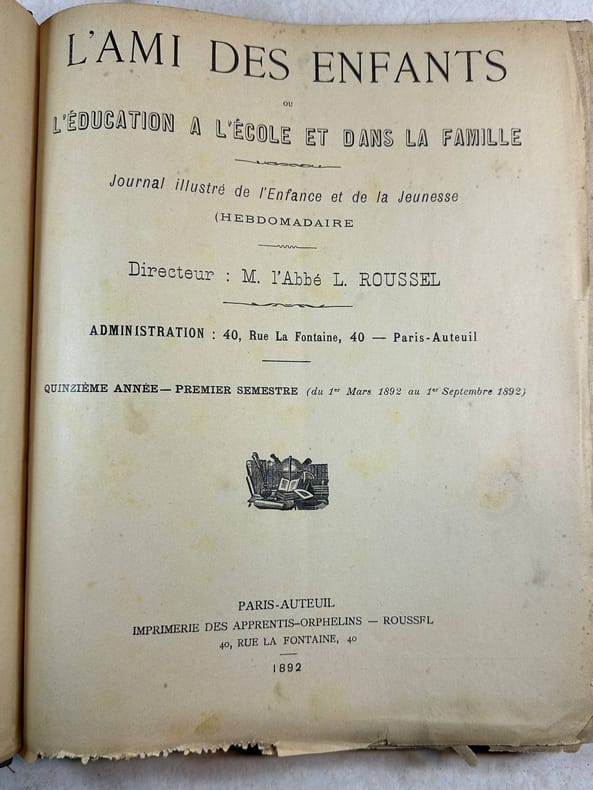 L'AMI DES ENFANTS
OU
L'ÉDUCATION A L'ÉCOLE ET DANS LA FAMILLE
Journal illustré de l'Enfance et de la Jeunesse
(HEBDOMADAIRE
Directeur : M. l'Abbé L. ROUSSEL
ADMINISTRATION : 40, Rue La Fontaine, 40 — Paris-Auteuil
QUINZIÈME ANNÉE — PREMIER SEMESTRE (du 1er Mars 1892 au 1er Septembre 1892)
PARIS-AUTEUIL
IMPRIMERIE DES APPRENTIS-ORPHELINS — ROUSSEL
40, RUE LA FONTAINE, 40
1892